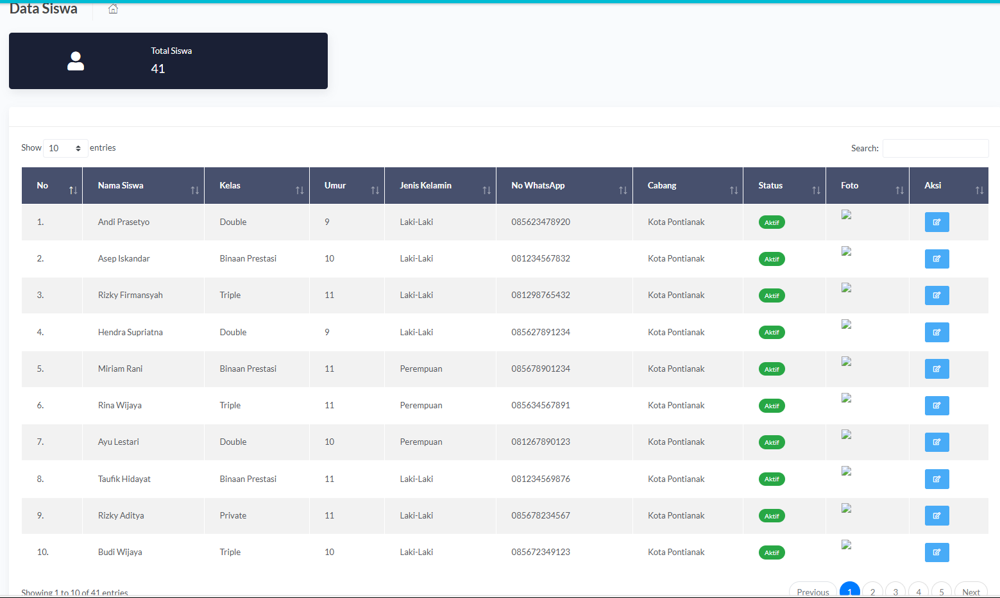 Data Siswa
Total Siswa
41
Show 10 entries
Search:
No Nama Siswa Kelas Umur Jenis Kelamin No WhatsApp Cabang Status Foto Aksi
1. Andi Prasetyo Double 9 Laki-Laki 085623478920 Kota Pontianak Aktif
2. Asep Iskandar Binaan Prestasi 10 Laki-Laki 081234567832 Kota Pontianak Aktif
3. Rizky Firmansyah Triple 11 Laki-Laki 081298765432 Kota Pontianak Aktif
4. Hendra Supriatna Double 9 Laki-Laki 085627891234 Kota Pontianak Aktif
5. Miriam Rani Binaan Prestasi 11 Perempuan 085678901234 Kota Pontianak Aktif
6. Rina Wijaya Triple 11 Perempuan 085634567891 Kota Pontianak Aktif
7. Ayu Lestari Double 10 Perempuan 081267890123 Kota Pontianak Aktif
8. Taufik Hidayat Binaan Prestasi 11 Laki-Laki 081234569876 Kota Pontianak Aktif
9. Rizky Aditya Private 11 Laki-Laki 085678234567 Kota Pontianak Aktif
10. Budi Wijaya Triple 10 Laki-Laki 085672349123 Kota Pontianak Aktif
Showing 1 to 10 of 41 entries
Previous 1 2 3 4 5 Next